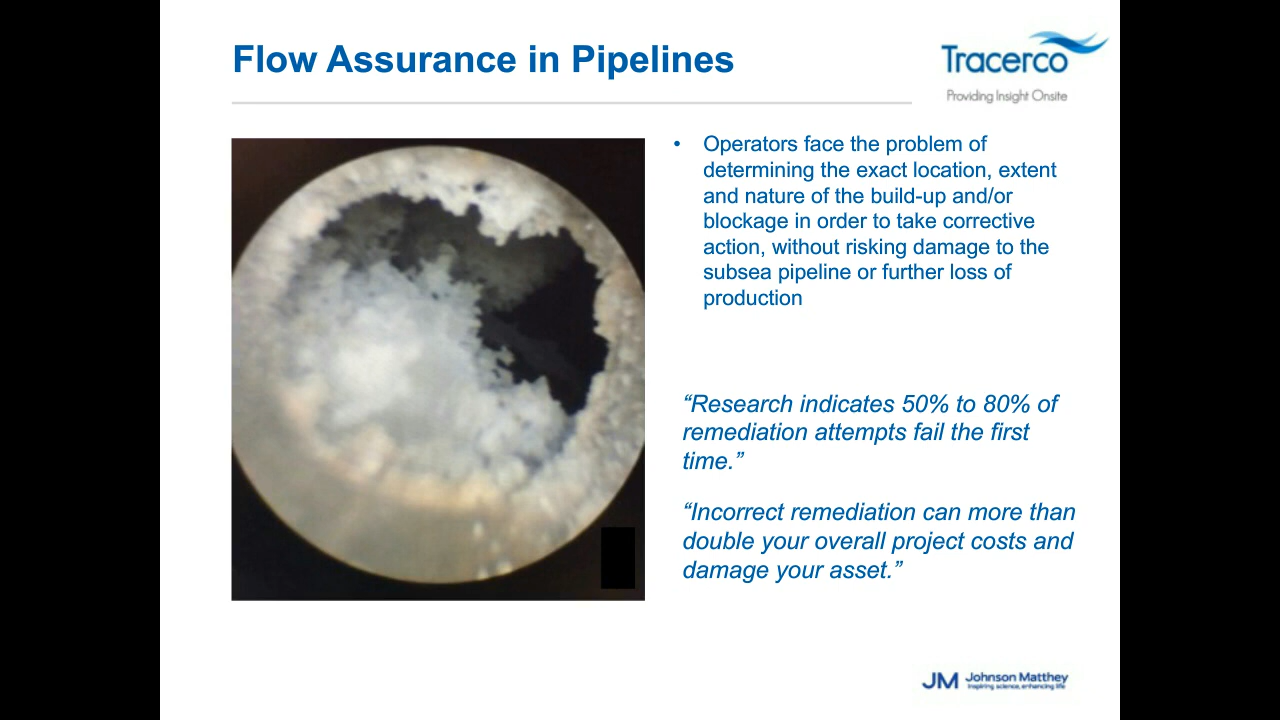 Flow Assurance in Pipelines
Tracerco
Providing Insight Onsite
• Operators face the problem of
determining the exact location, extent
and nature of the build-up and/or
blockage in order to take corrective
action, without risking damage to the
subsea pipeline or further loss of
production
“Research indicates 50% to 80% of
remediation attempts fail the first
time.”
“Incorrect remediation can more than
double your overall project costs and
damage your asset.”
JM Johnson Matthey
Inspiring science, enhancing life